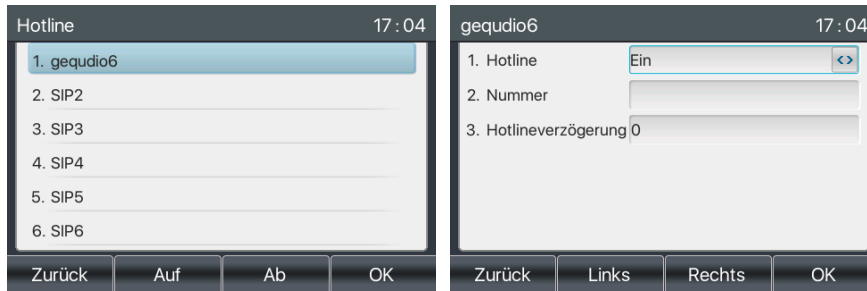 Hotline 17:04
1. gequdio6
2. SIP2
3. SIP3
4. SIP4
5. SIP5
6. SIP6
Zurück Auf Ab OK
gequdio6 17:04
1. Hotline Ein <>
2. Nummer
3. Hotlineverzögerung 0
Zurück Links Rechts OK